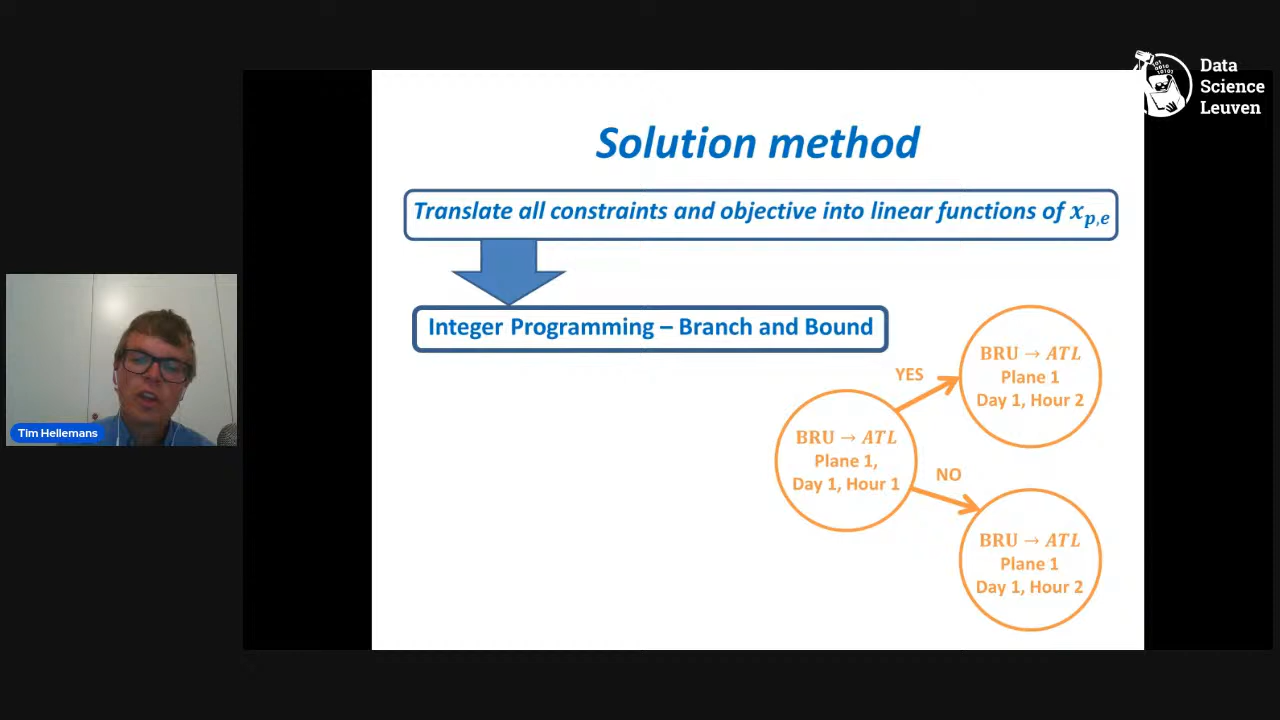 Data
Science
Leuven
Solution method
Translate all constraints and objective into linear functions of x_{p,e}
Integer Programming – Branch and Bound
YES
BRU → ATL
Plane 1
Day 1, Hour 2
BRU → ATL
Plane 1,
Day 1, Hour 1
NO
BRU → ATL
Plane 1
Day 1, Hour 2
Tim Hellemans